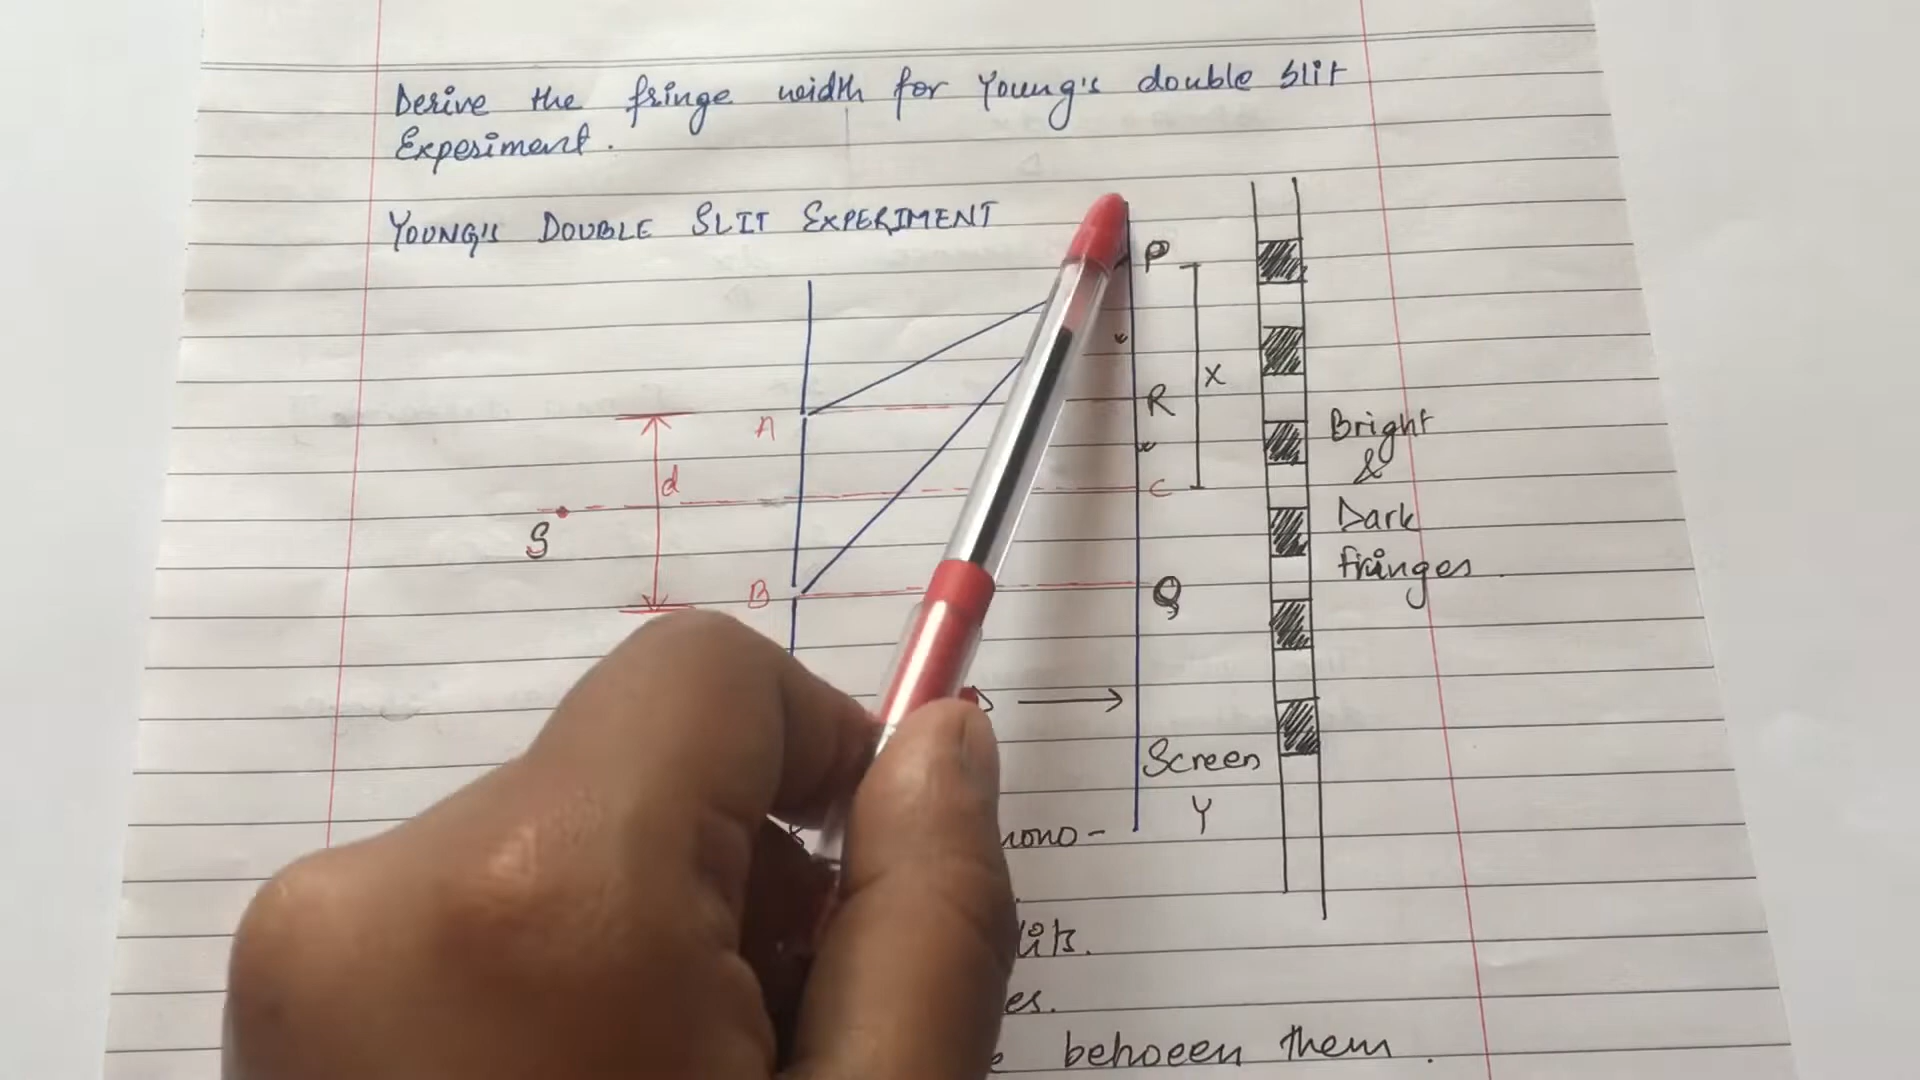 Derive the fringe width for Young's double slit
Experiment.
YOUNG'S DOUBLE SLIT EXPERIMENT
P
X
R
A
Bright
&
d
C
Dark
S
fringes.
B
Q
D
Screen
Y
mono-
lits.
es.
between them.